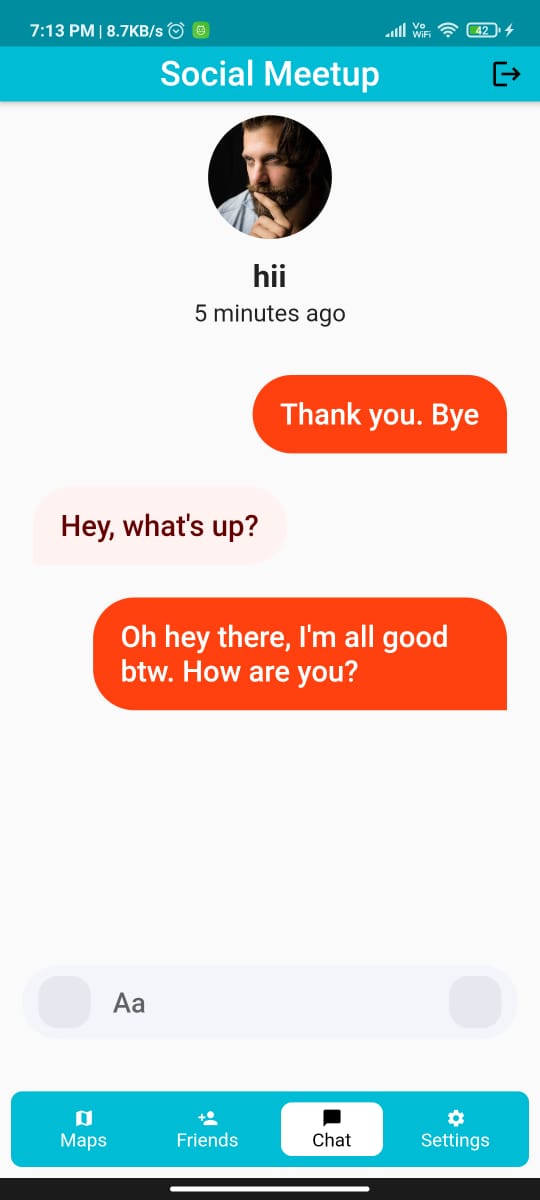 7:13 PM | 8.7KB/s
Vo
WiFi
42
Social Meetup
hii
5 minutes ago
Thank you. Bye
Hey, what's up?
Oh hey there, I'm all good
btw. How are you?
Aa
Maps
Friends
Chat
Settings